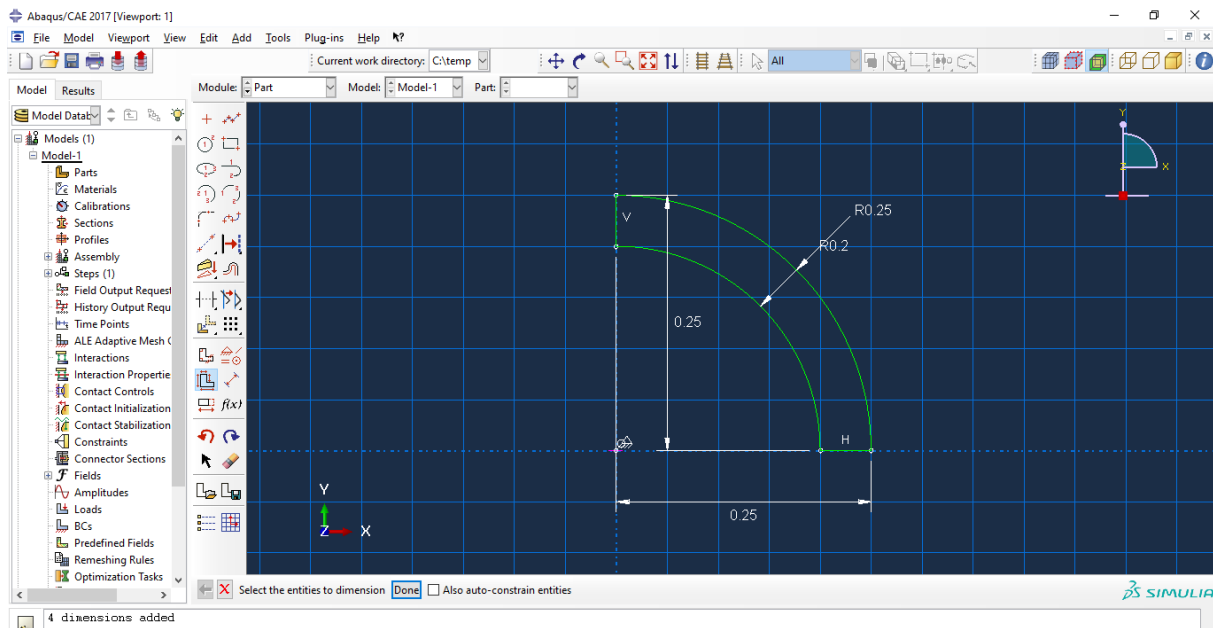 Abaqus/CAE 2017 [Viewport: 1]
File Model Viewport View Edit Add Tools Plug-ins Help
Current work directory: C:\temp
All
Model Results
Module: Part Model: Model-1 Part:
Model Datab
Models (1)
Model-1
Parts
Materials
Calibrations
Sections
Profiles
Assembly
Steps (1)
Field Output Request
History Output Requ
Time Points
ALE Adaptive Mesh C
Interactions
Interaction Propertie
Contact Controls
Contact Initialization
Contact Stabilization
Constraints
Connector Sections
Fields
Amplitudes
Loads
BCs
Predefined Fields
Remeshing Rules
Optimization Tasks
f(x)
Y
X
Z
V
R0.25
R0.2
0.25
H
0.25
Y
Z X
Select the entities to dimension Done Also auto-constrain entities
SIMULIA
4 dimensions added